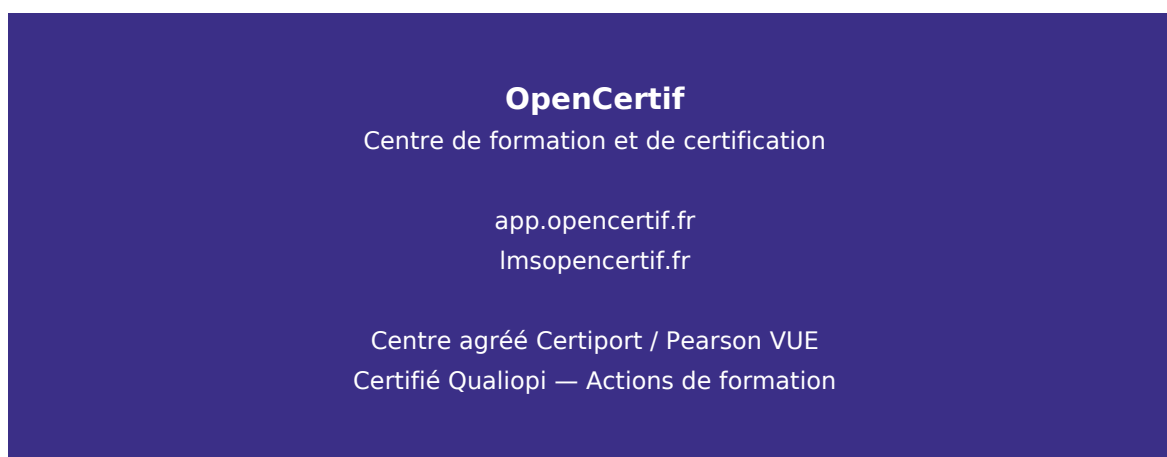 OpenCertif
Centre de formation et de certification
app.opencertif.fr
lmsopencertif.fr
Centre agréé Certiport / Pearson VUE
Certifié Qualiopi — Actions de formation